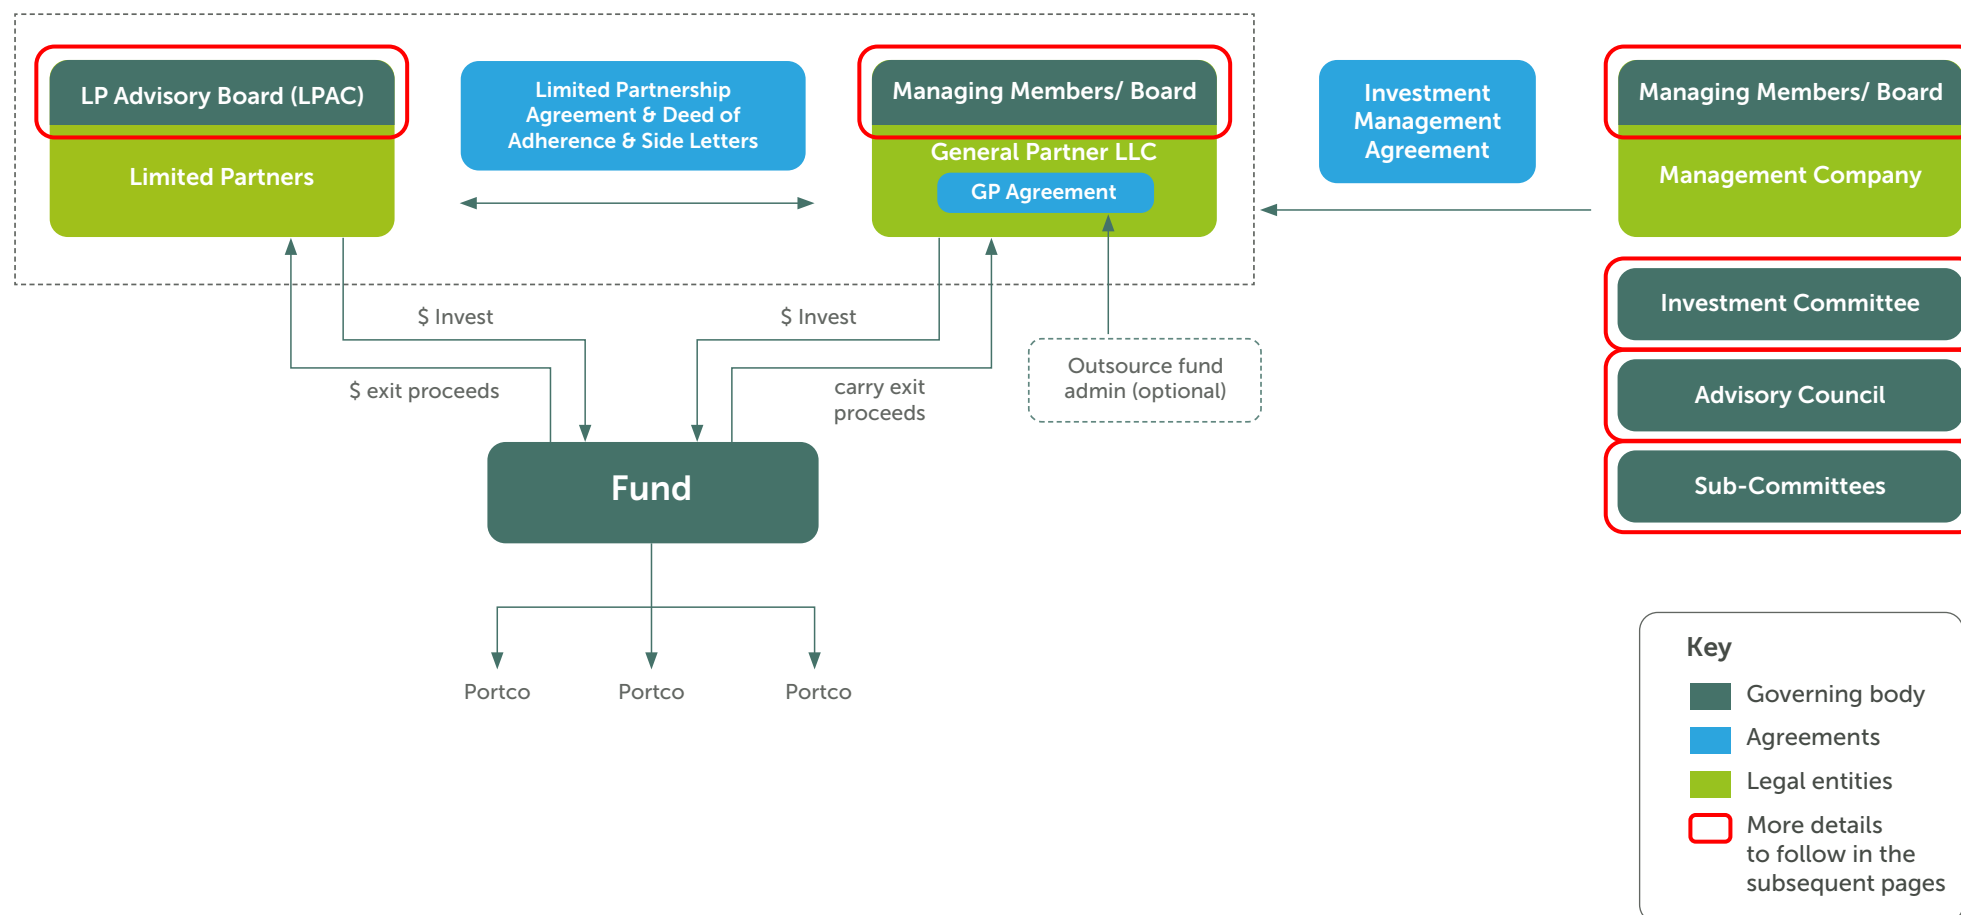 LP Advisory Board (LPAC)
Limited Partners
Limited Partnership
Agreement & Deed of
Adherence & Side Letters
Managing Members/ Board
General Partner LLC
GP Agreement
Investment
Management
Agreement
Managing Members/ Board
Management Company
Investment Committee
Advisory Council
Sub-Committees
$ Invest
$ exit proceeds
$ Invest
carry exit
proceeds
Outsource fund
admin (optional)
Fund
Portco
Portco
Portco
Key
Governing body
Agreements
Legal entities
More details
to follow in the
subsequent pages